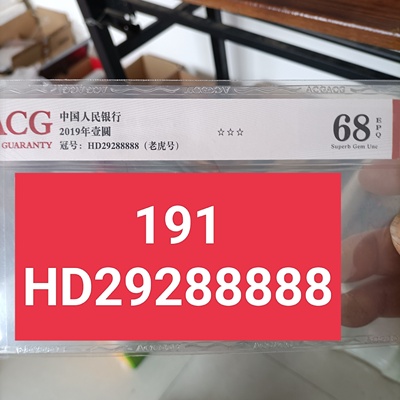 ACG
GUARANTY
中国人民银行
2019年壹圆
冠号：HD29288888（老虎号）
☆☆☆
68 EPQ
Superb Gem Unc
191
HD29288888